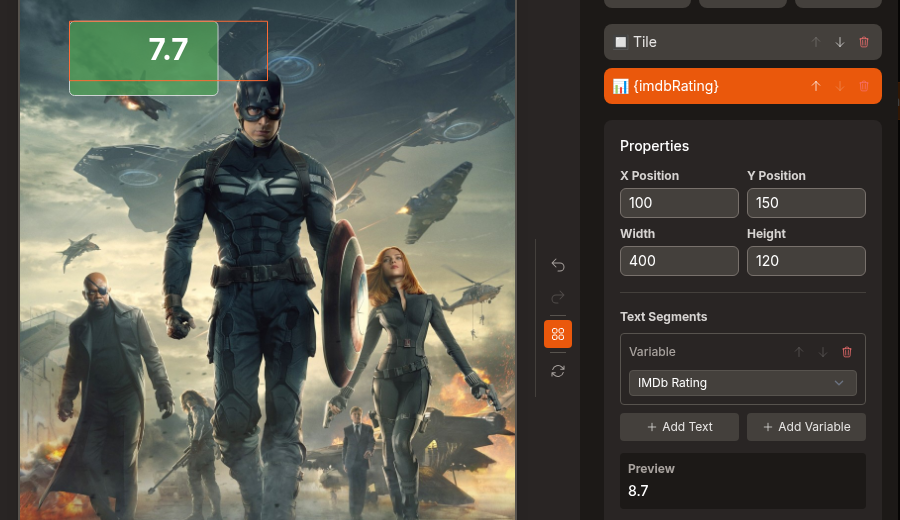 7.7
A
Tile
{imdbRating}
Properties
X Position
Y Position
100
150
Width
Height
400
120
Text Segments
Variable
IMDb Rating
+ Add Text
+ Add Variable
Preview
8.7